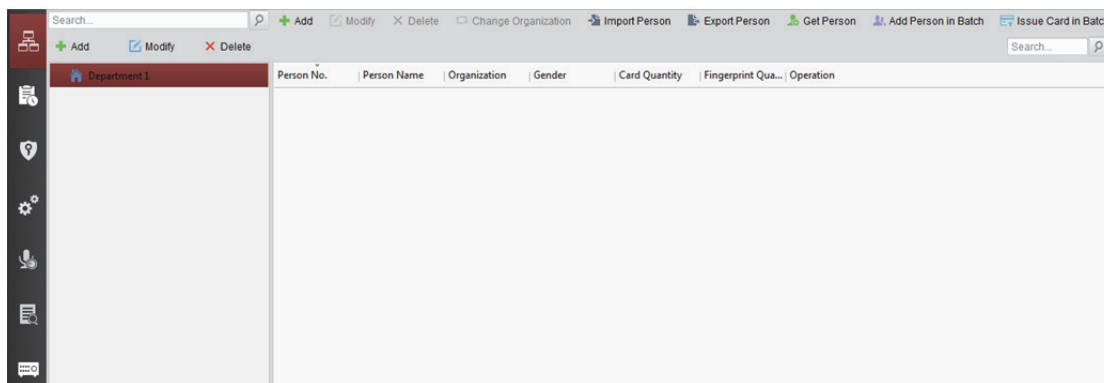 Search... Add Modify Delete Change Organization Import Person Export Person Get Person Add Person in Batch Issue Card in Batc
Add Modify Delete Search...
Department 1 Person No. Person Name Organization Gender Card Quantity Fingerprint Qua... Operation